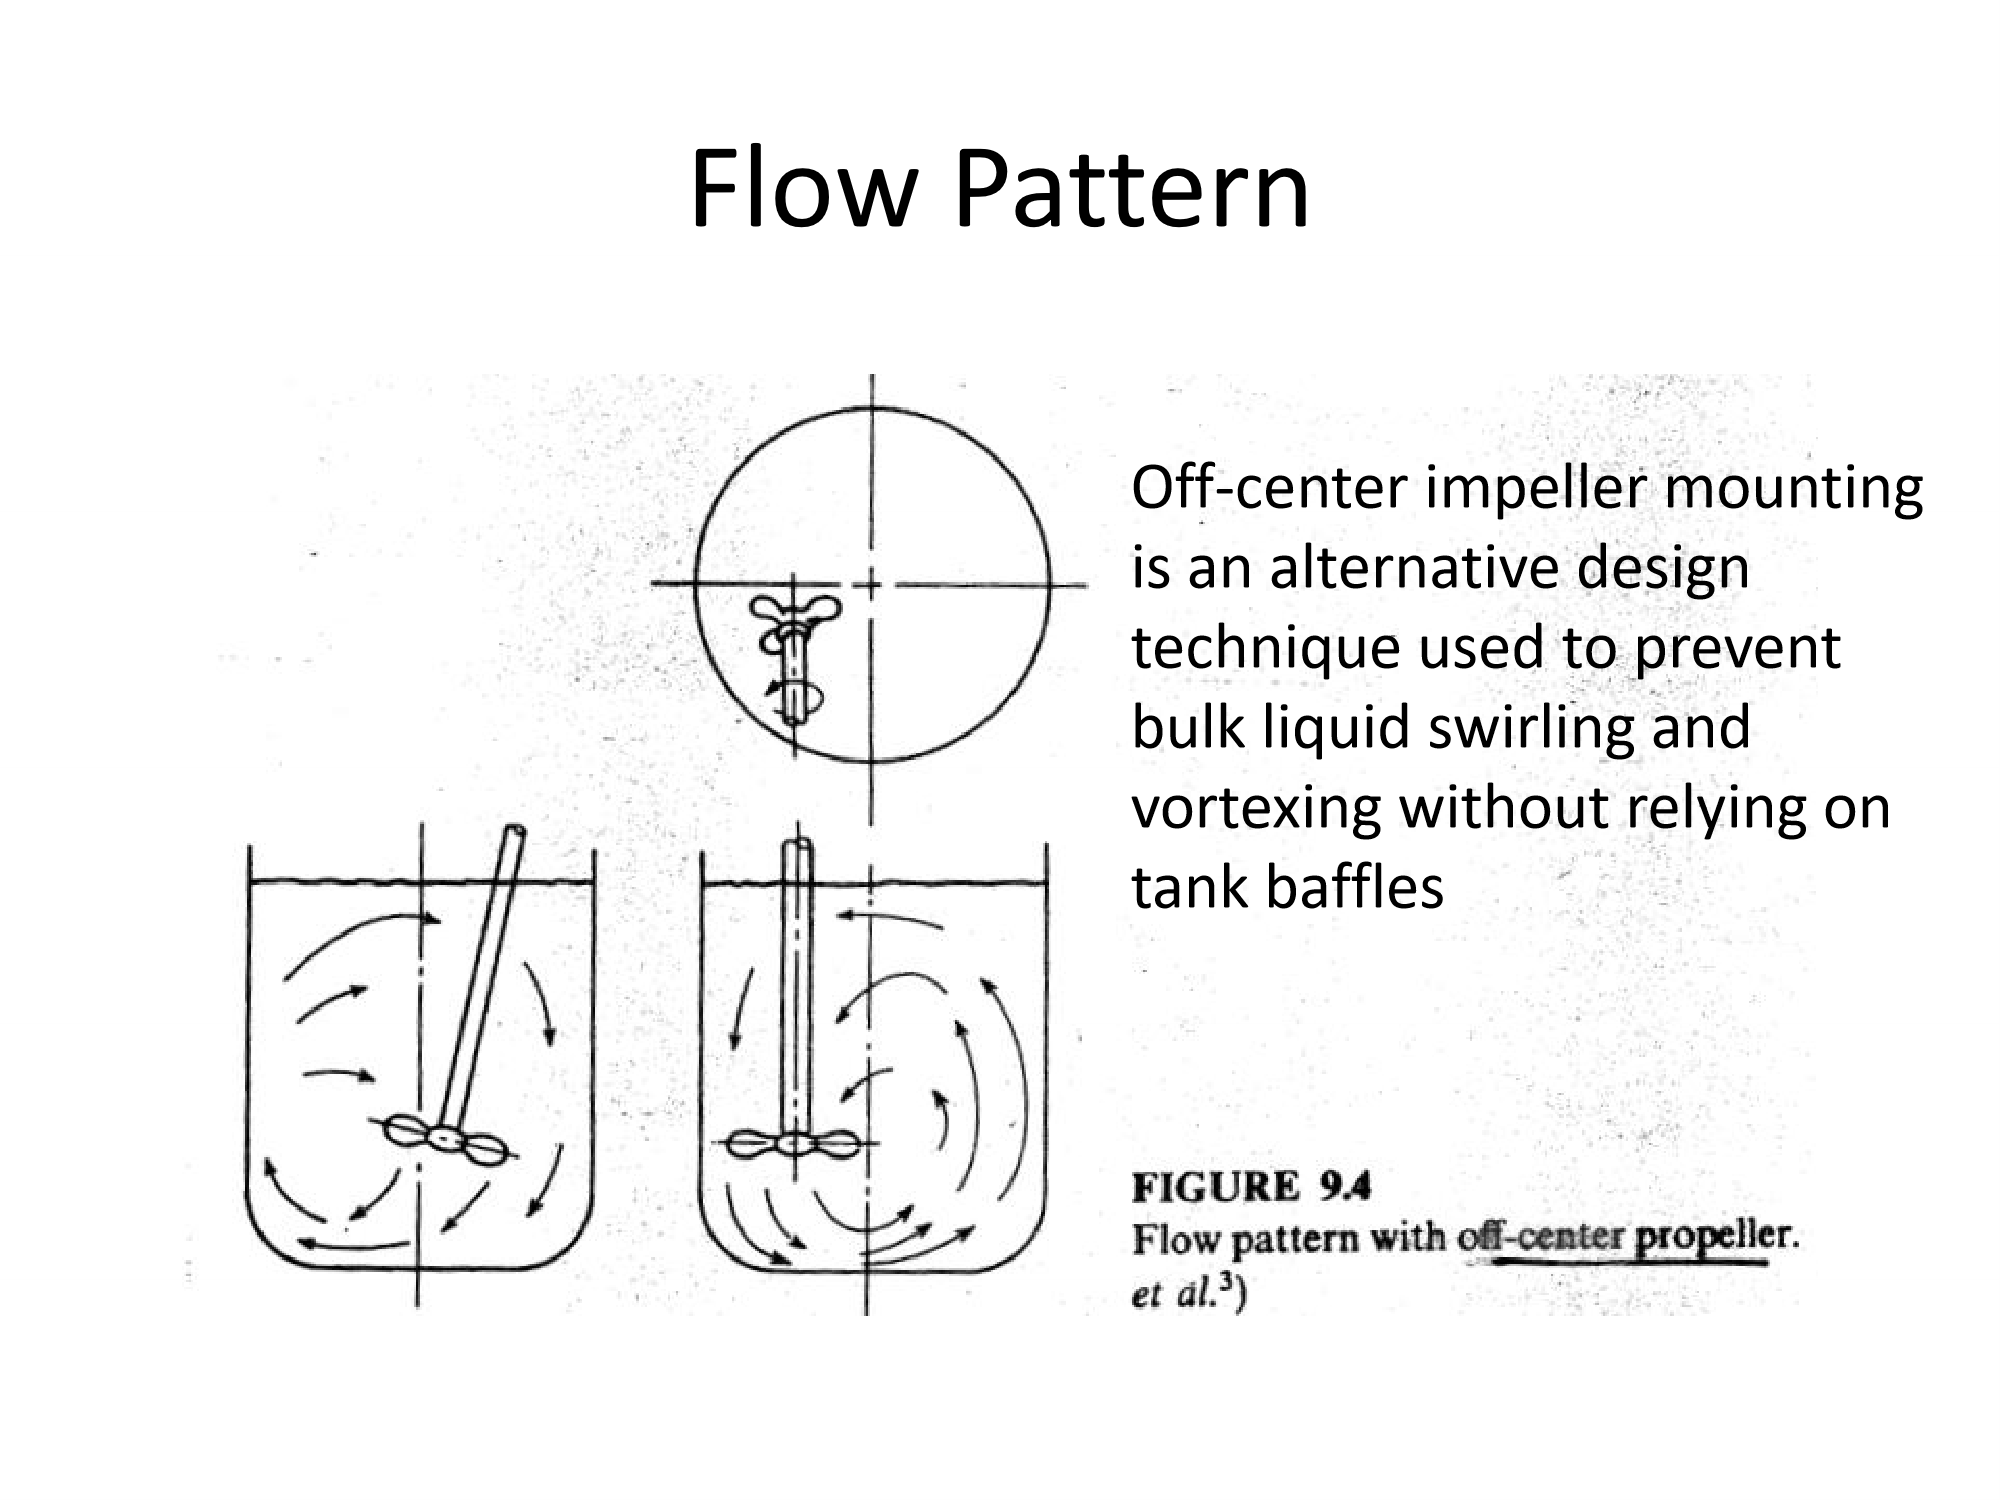 Flow Pattern
Off-center impeller mounting
is an alternative design
technique used to prevent
bulk liquid swirling and
vortexing without relying on
tank baffles
FIGURE 9.4
Flow pattern with off-center propeller.
et al.³)